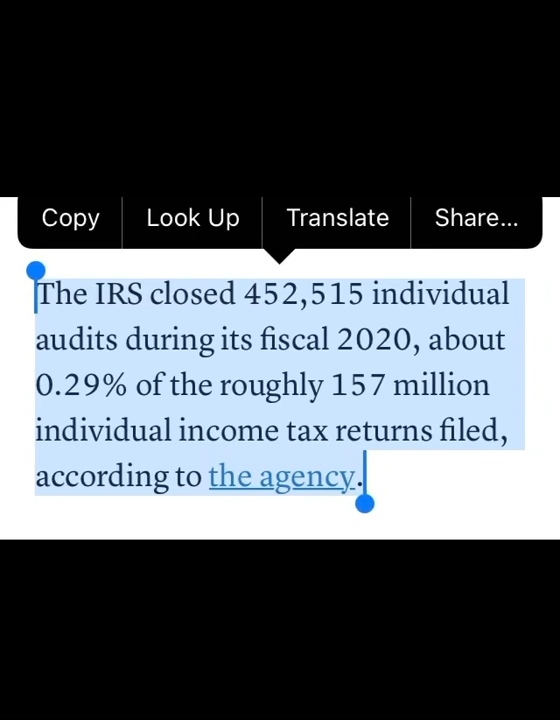 Copy Look Up Translate Share...
The IRS closed 452,515 individual
audits during its fiscal 2020, about
0.29% of the roughly 157 million
individual income tax returns filed,
according to the agency.